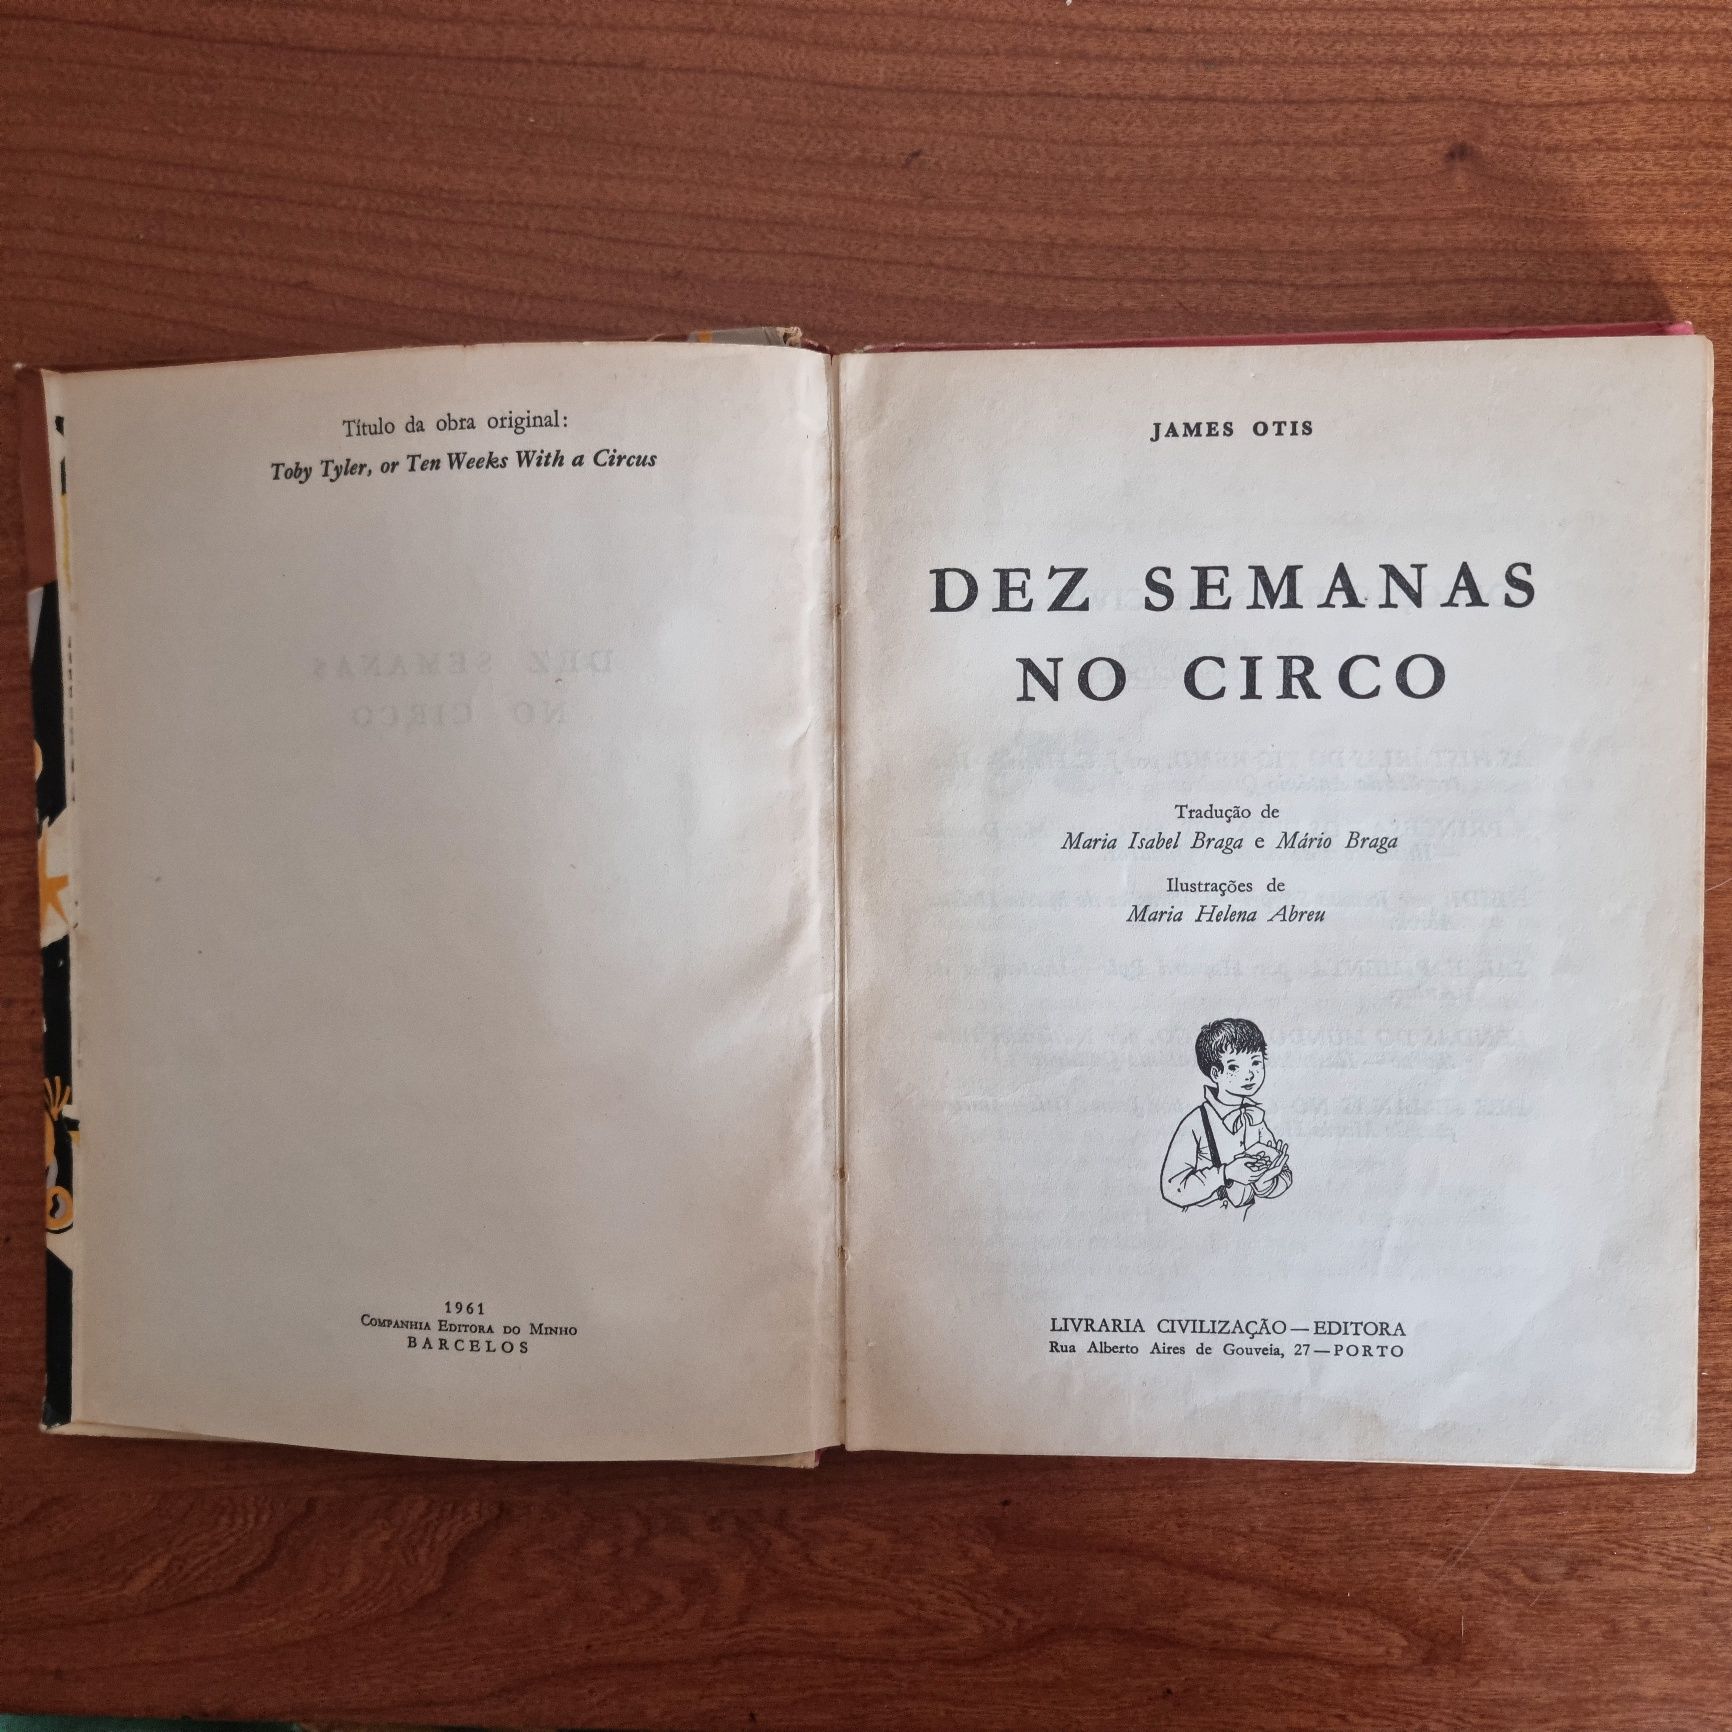 Título da obra original:
Toby Tyler, or Ten Weeks With a Circus
1961
Companhia Editora do Minho
BARCELOS
JAMES OTIS
DEZ SEMANAS
NO CIRCO
Tradução de
Maria Isabel Braga e Mário Braga
Ilustrações de
Maria Helena Abreu
LIVRARIA CIVILIZAÇÃO — EDITORA
Rua Alberto Aires de Gouveia, 27 — PORTO